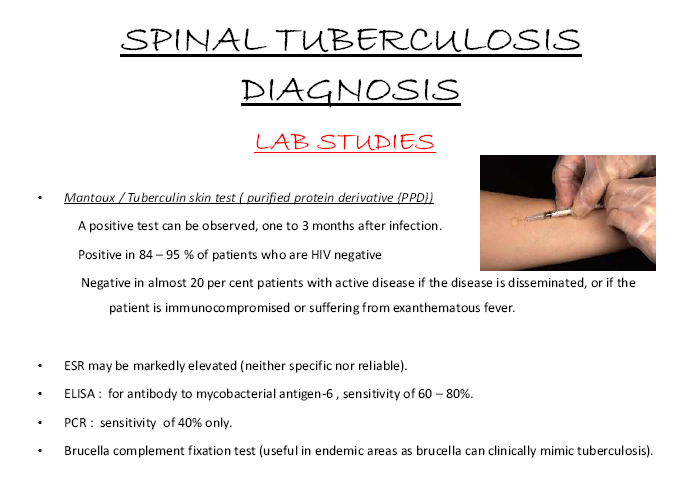 SPINAL TUBERCULOSIS
DIAGNOSIS
LAB STUDIES
• Mantoux / Tuberculin skin test ( purified protein derivative {PPD})
A positive test can be observed, one to 3 months after infection.
Positive in 84 – 95 % of patients who are HIV negative
Negative in almost 20 per cent patients with active disease if the disease is disseminated, or if the
patient is immunocompromised or suffering from exanthematous fever.
• ESR may be markedly elevated (neither specific nor reliable).
• ELISA : for antibody to mycobacterial antigen-6 , sensitivity of 60 – 80%.
• PCR : sensitivity of 40% only.
• Brucella complement fixation test (useful in endemic areas as brucella can clinically mimic tuberculosis).